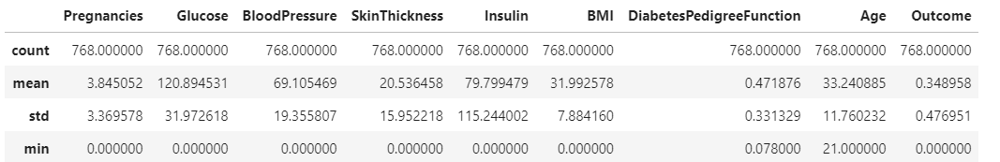 Pregnancies Glucose BloodPressure SkinThickness Insulin BMI DiabetesPedigreeFunction Age Outcome
count 768.000000 768.000000 768.000000 768.000000 768.000000 768.000000 768.000000 768.000000 768.000000
mean 3.845052 120.894531 69.105469 20.536458 79.799479 31.992578 0.471876 33.240885 0.348958
std 3.369578 31.972618 19.355807 15.952218 115.244002 7.884160 0.331329 11.760232 0.476951
min 0.000000 0.000000 0.000000 0.000000 0.000000 0.000000 0.078000 21.000000 0.000000